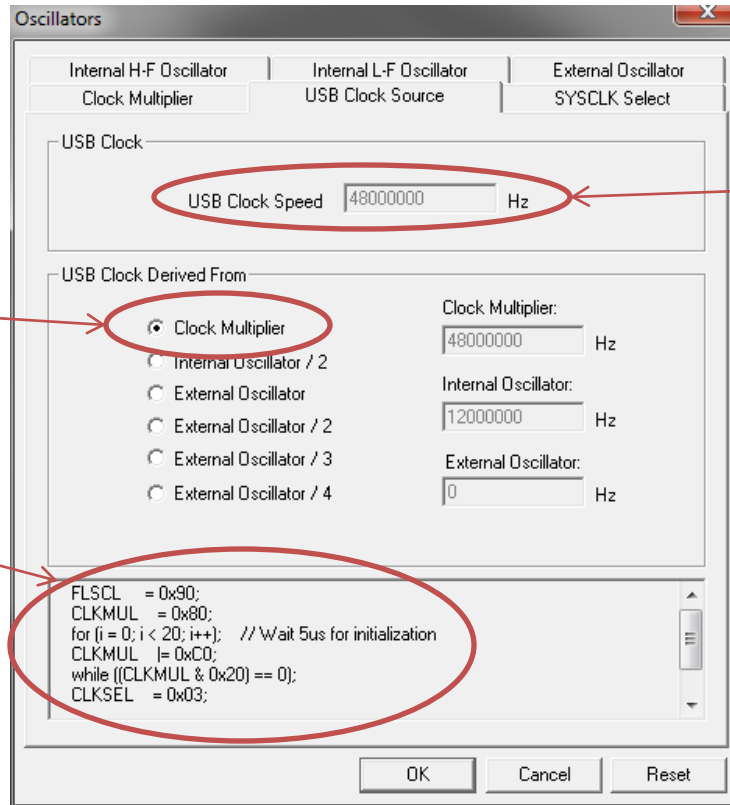 Oscillators
Internal H-F Oscillator
Internal L-F Oscillator
External Oscillator
Clock Multiplier
USB Clock Source
SYSCLK Select
USB Clock
USB Clock Speed 48000000 Hz
USB Clock Derived From
Clock Multiplier
Internal Oscillator / 2
External Oscillator
External Oscillator / 2
External Oscillator / 3
External Oscillator / 4
Clock Multiplier:
48000000 Hz
Internal Oscillator:
12000000 Hz
External Oscillator:
0 Hz
FLSCL = 0x90;
CLKMUL = 0x80;
for (i = 0; i < 20; i++); // Wait 5us for initialization
CLKMUL |= 0xC0;
while ((CLKMUL & 0x20) == 0);
CLKSEL = 0x03;
OK
Cancel
Reset